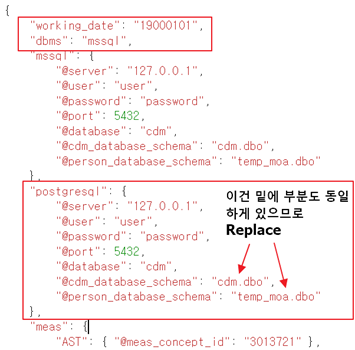 {
"working_date": "19000101",
"dbms": "mssql",
"mssql": {
"@server": "127.0.0.1",
"@user": "user",
"@password": "password",
"@port": 5432,
"@database": "cdm",
"@cdm_database_schema": "cdm.dbo",
"@person_database_schema": "temp_moa.dbo"
},
"postgresql": {
"@server": "127.0.0.1",
"@user": "user",
"@password": "password",
"@port": 5432,
"@database": "cdm",
"@cdm_database_schema": "cdm.dbo",
"@person_database_schema": "temp_moa.dbo"
},
이건 밑에 부분도 동일
하게 있으므로
Replace
"meas": {
"AST": { "@meas_concept_id": "3013721" },